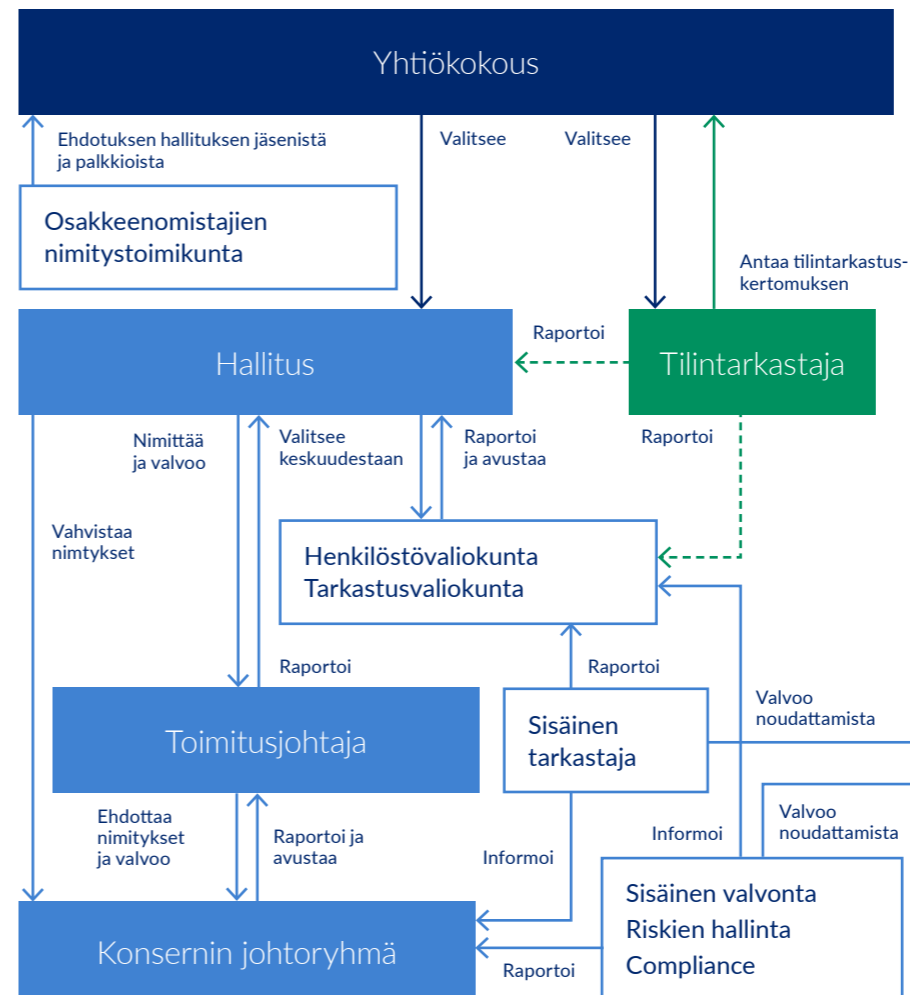 Yhtiökokous
Ehdotuksen hallituksen jäsenistä
ja palkkioista
Valitsee
Valitsee
Osakkeenomistajien
nimitystoimikunta
Antaa tilintarkastus-
kertomuksen
Hallitus
Raportoi
Tilintarkastaja
Nimittää
ja valvoo
Valitsee
keskuudestaan
Raportoi
ja avustaa
Raportoi
Vahvistaa
nimtykset
Henkilöstövaliokunta
Tarkastusvaliokunta
Raportoi
Raportoi
Toimitusjohtaja
Sisäinen
tarkastaja
Valvoo
noudattamista
Ehdottaa
nimitykset
ja valvoo
Raportoi ja
avustaa
Informoi
Informoi
Valvoo
noudattamista
Konsernin johtoryhmä
Raportoi
Sisäinen valvonta
Riskien hallinta
Compliance